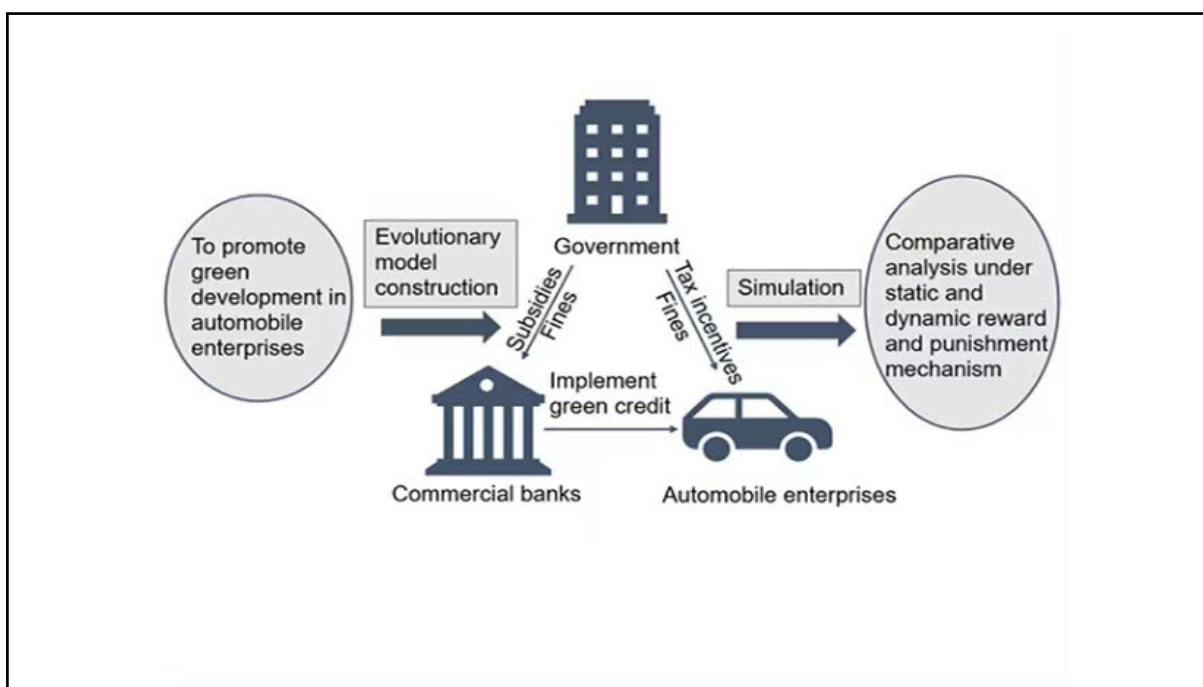 To promote
green
development in
automobile
enterprises
Evolutionary
model
construction
Government
Subsidies
Fines
Tax incentives
Fines
Implement
green credit
Commercial banks
Automobile enterprises
Simulation
Comparative
analysis under
static and
dynamic reward
and punishment
mechanism